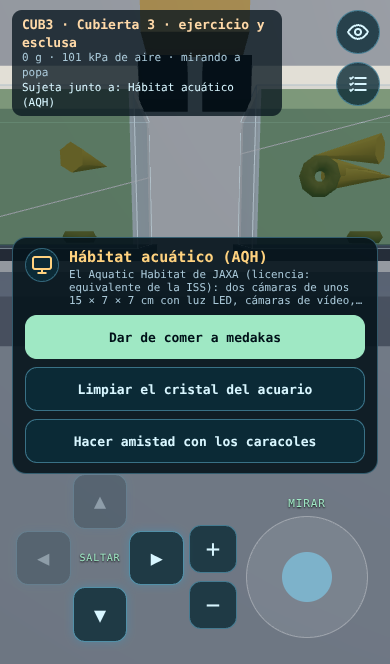 CUB3 · Cubierta 3 · ejercicio y
esclusa
0 g · 101 kPa de aire · mirando a
popa
Sujeta junto a: Hábitat acuático
(AQH)
Hábitat acuático (AQH)
El Aquatic Habitat de JAXA (licencia:
equivalente de la ISS): dos cámaras de unos
15 × 7 × 7 cm con luz LED, cámaras de vídeo,…
Dar de comer a medakas
Limpiar el cristal del acuario
Hacer amistad con los caracoles
MIRAR
SALTAR